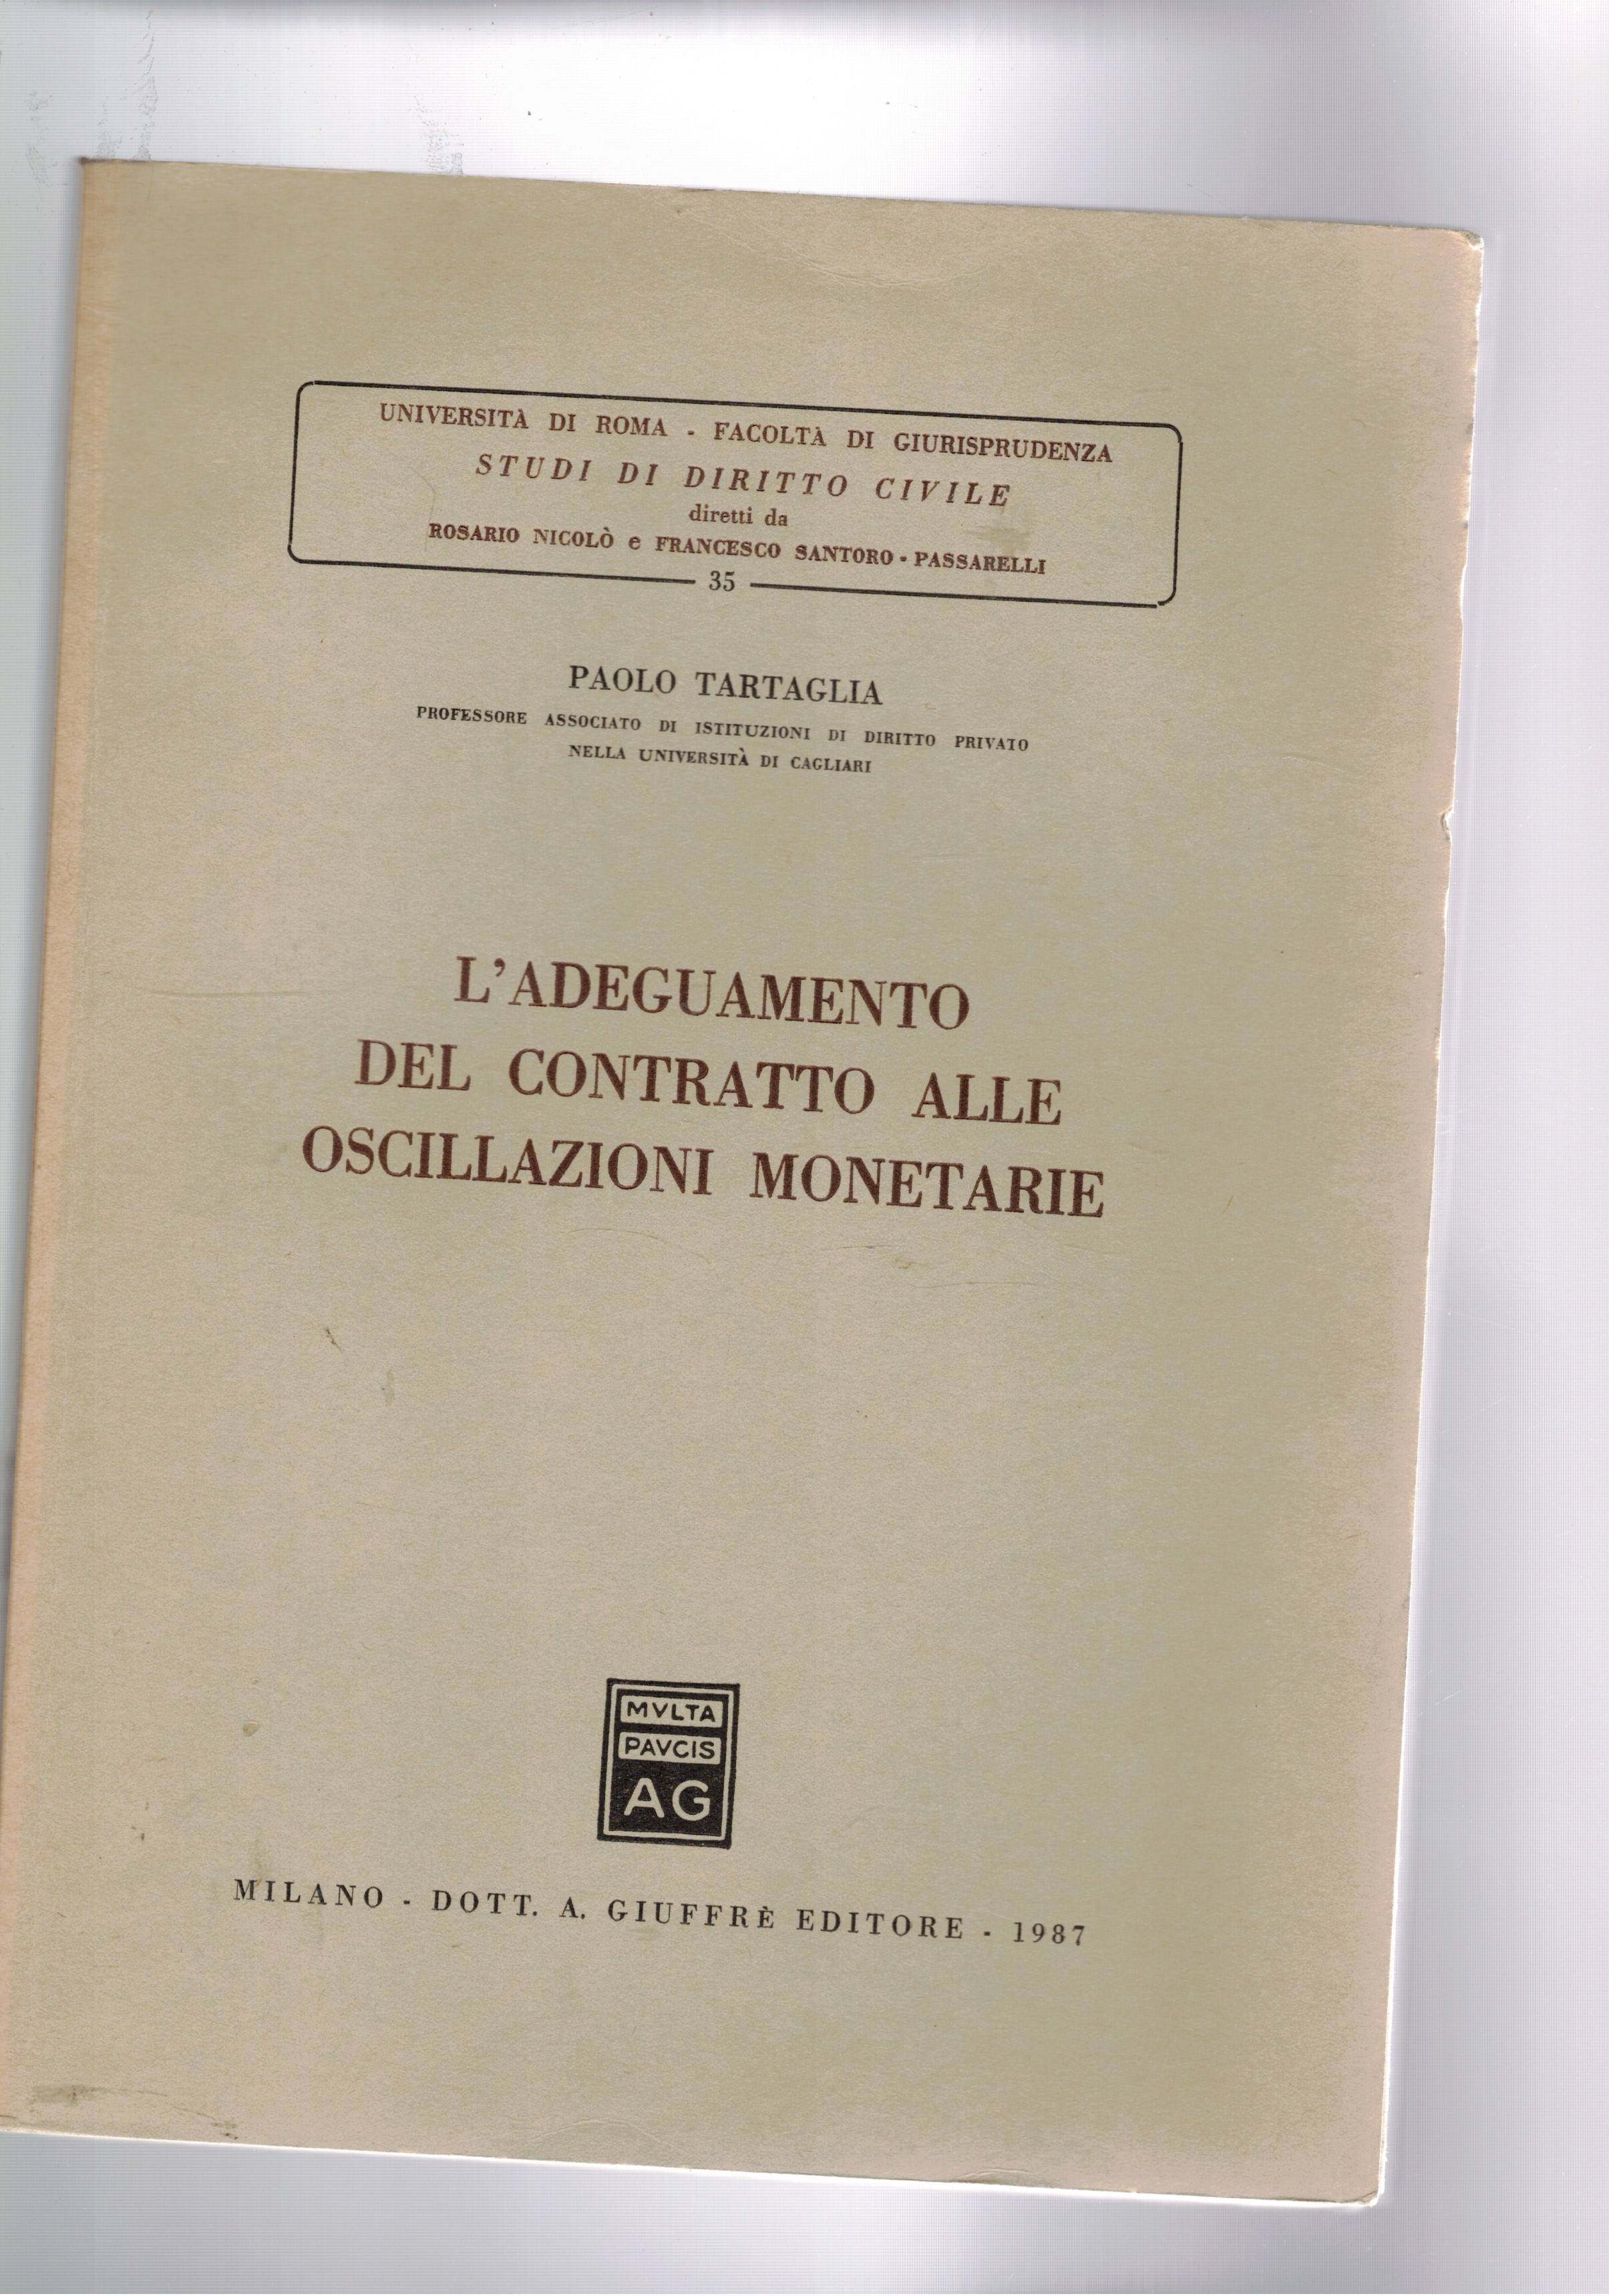 UNIVERSITÀ DI ROMA - FACOLTÀ DI GIURISPRUDENZA
STUDI DI DIRITTO CIVILE
diretti da
ROSARIO NICOLÒ e FRANCESCO SANTORO - PASSARELLI
35
PAOLO TARTAGLIA
PROFESSORE ASSOCIATO DI ISTITUZIONI DI DIRITTO PRIVATO
NELLA UNIVERSITÀ DI CAGLIARI
L'ADEGUAMENTO
DEL CONTRATTO ALLE
OSCILLAZIONI MONETARIE
MVLTA
PAVCIS
AG
MILANO - DOTT. A. GIUFFRÈ EDITORE - 1987